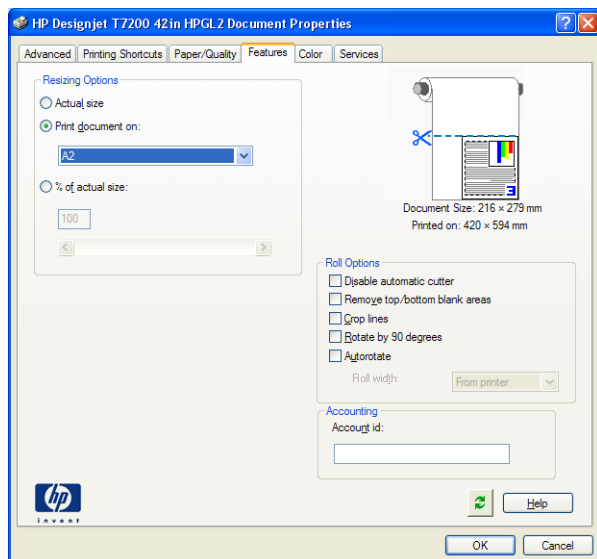 HP Designjet T7200 42in HPGL2 Document Properties
Advanced
Printing Shortcuts
Paper/Quality
Features
Color
Services
Resizing Options
Actual size
Print document on:
A2
% of actual size:
100
Document Size: 216 × 279 mm
Printed on: 420 × 594 mm
Roll Options
Disable automatic cutter
Remove top/bottom blank areas
Crop lines
Rotate by 90 degrees
Autorotate
Roll width:
From printer
Accounting
Account id:
hp
invent
Help
OK
Cancel